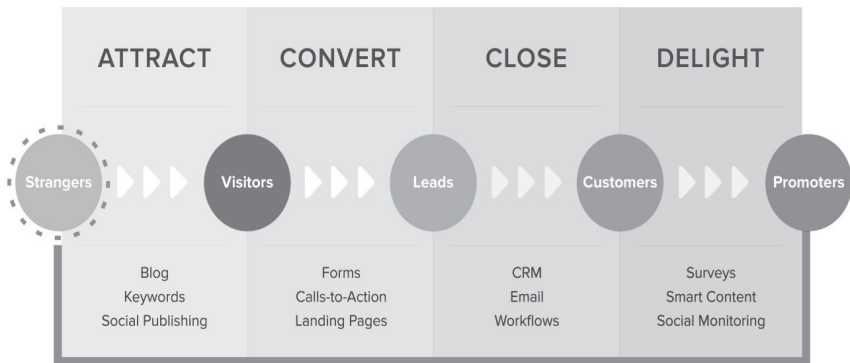 ATTRACT
CONVERT
CLOSE
DELIGHT
Strangers
Visitors
Leads
Customers
Promoters
Blog
Keywords
Social Publishing
Forms
Calls-to-Action
Landing Pages
CRM
Email
Workflows
Surveys
Smart Content
Social Monitoring